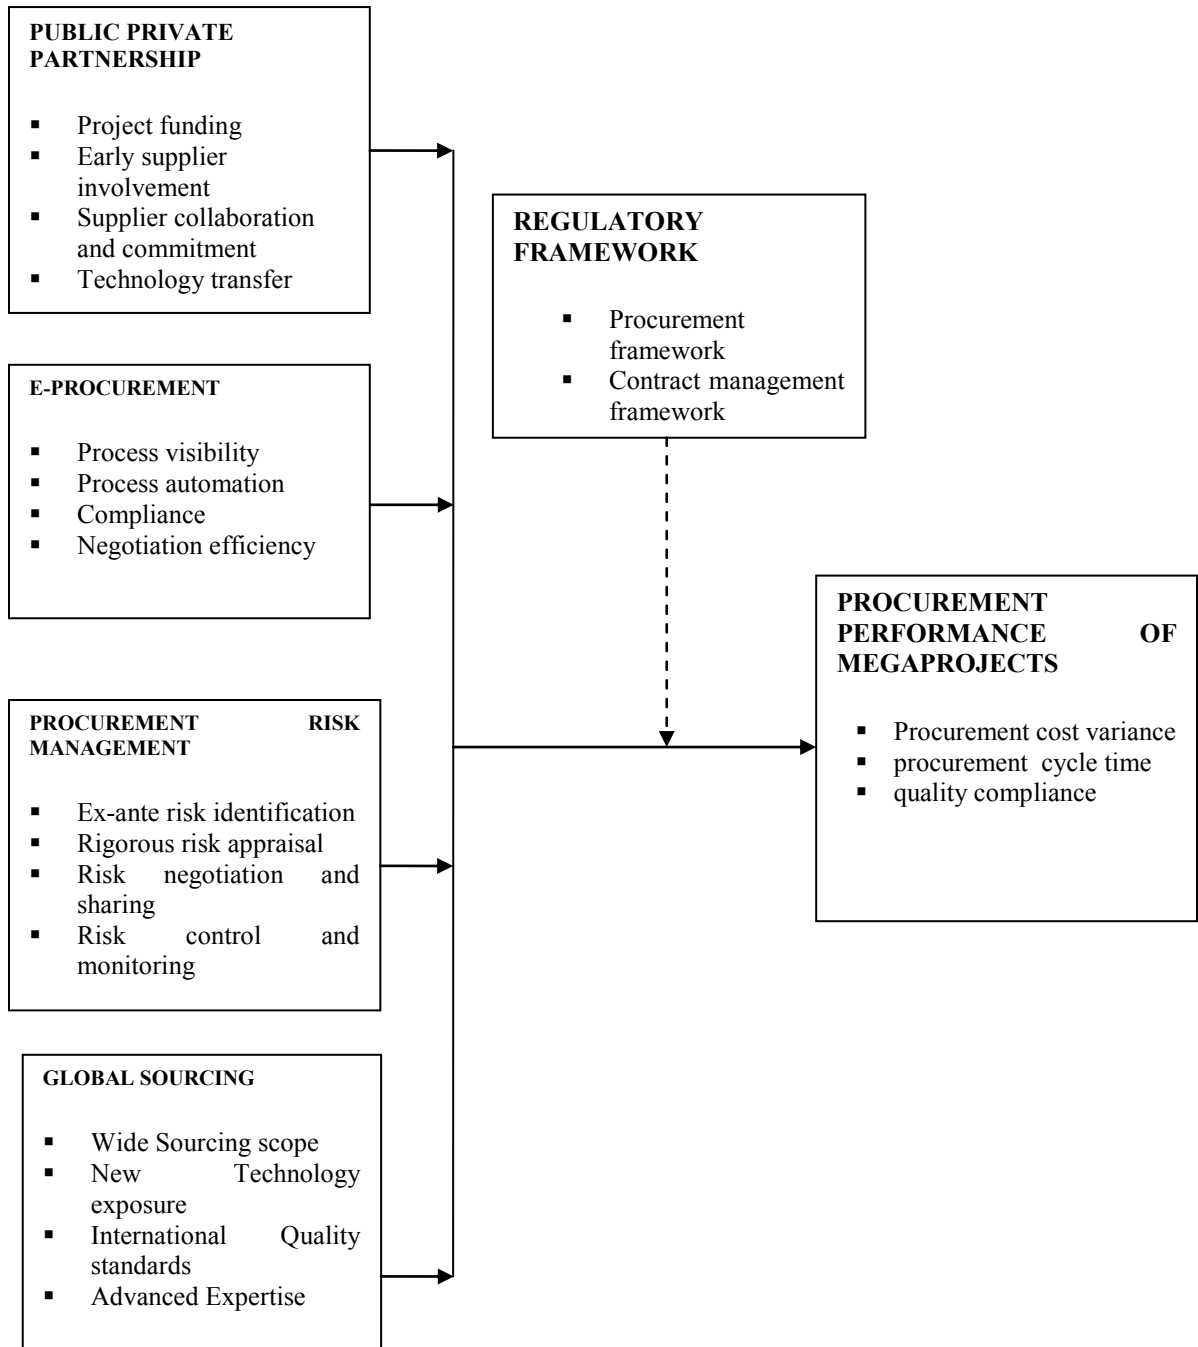 PUBLIC PRIVATE
PARTNERSHIP
▪ Project funding
▪ Early supplier
involvement
▪ Supplier collaboration
and commitment
▪ Technology transfer
E-PROCUREMENT
▪ Process visibility
▪ Process automation
▪ Compliance
▪ Negotiation efficiency
PROCUREMENT RISK
MANAGEMENT
▪ Ex-ante risk identification
▪ Rigorous risk appraisal
▪ Risk negotiation and
sharing
▪ Risk control and
monitoring
GLOBAL SOURCING
▪ Wide Sourcing scope
▪ New Technology
exposure
▪ International Quality
standards
▪ Advanced Expertise
REGULATORY
FRAMEWORK
▪ Procurement
framework
▪ Contract management
framework
PROCUREMENT
PERFORMANCE OF
MEGAPROJECTS
▪ Procurement cost variance
▪ procurement cycle time
▪ quality compliance